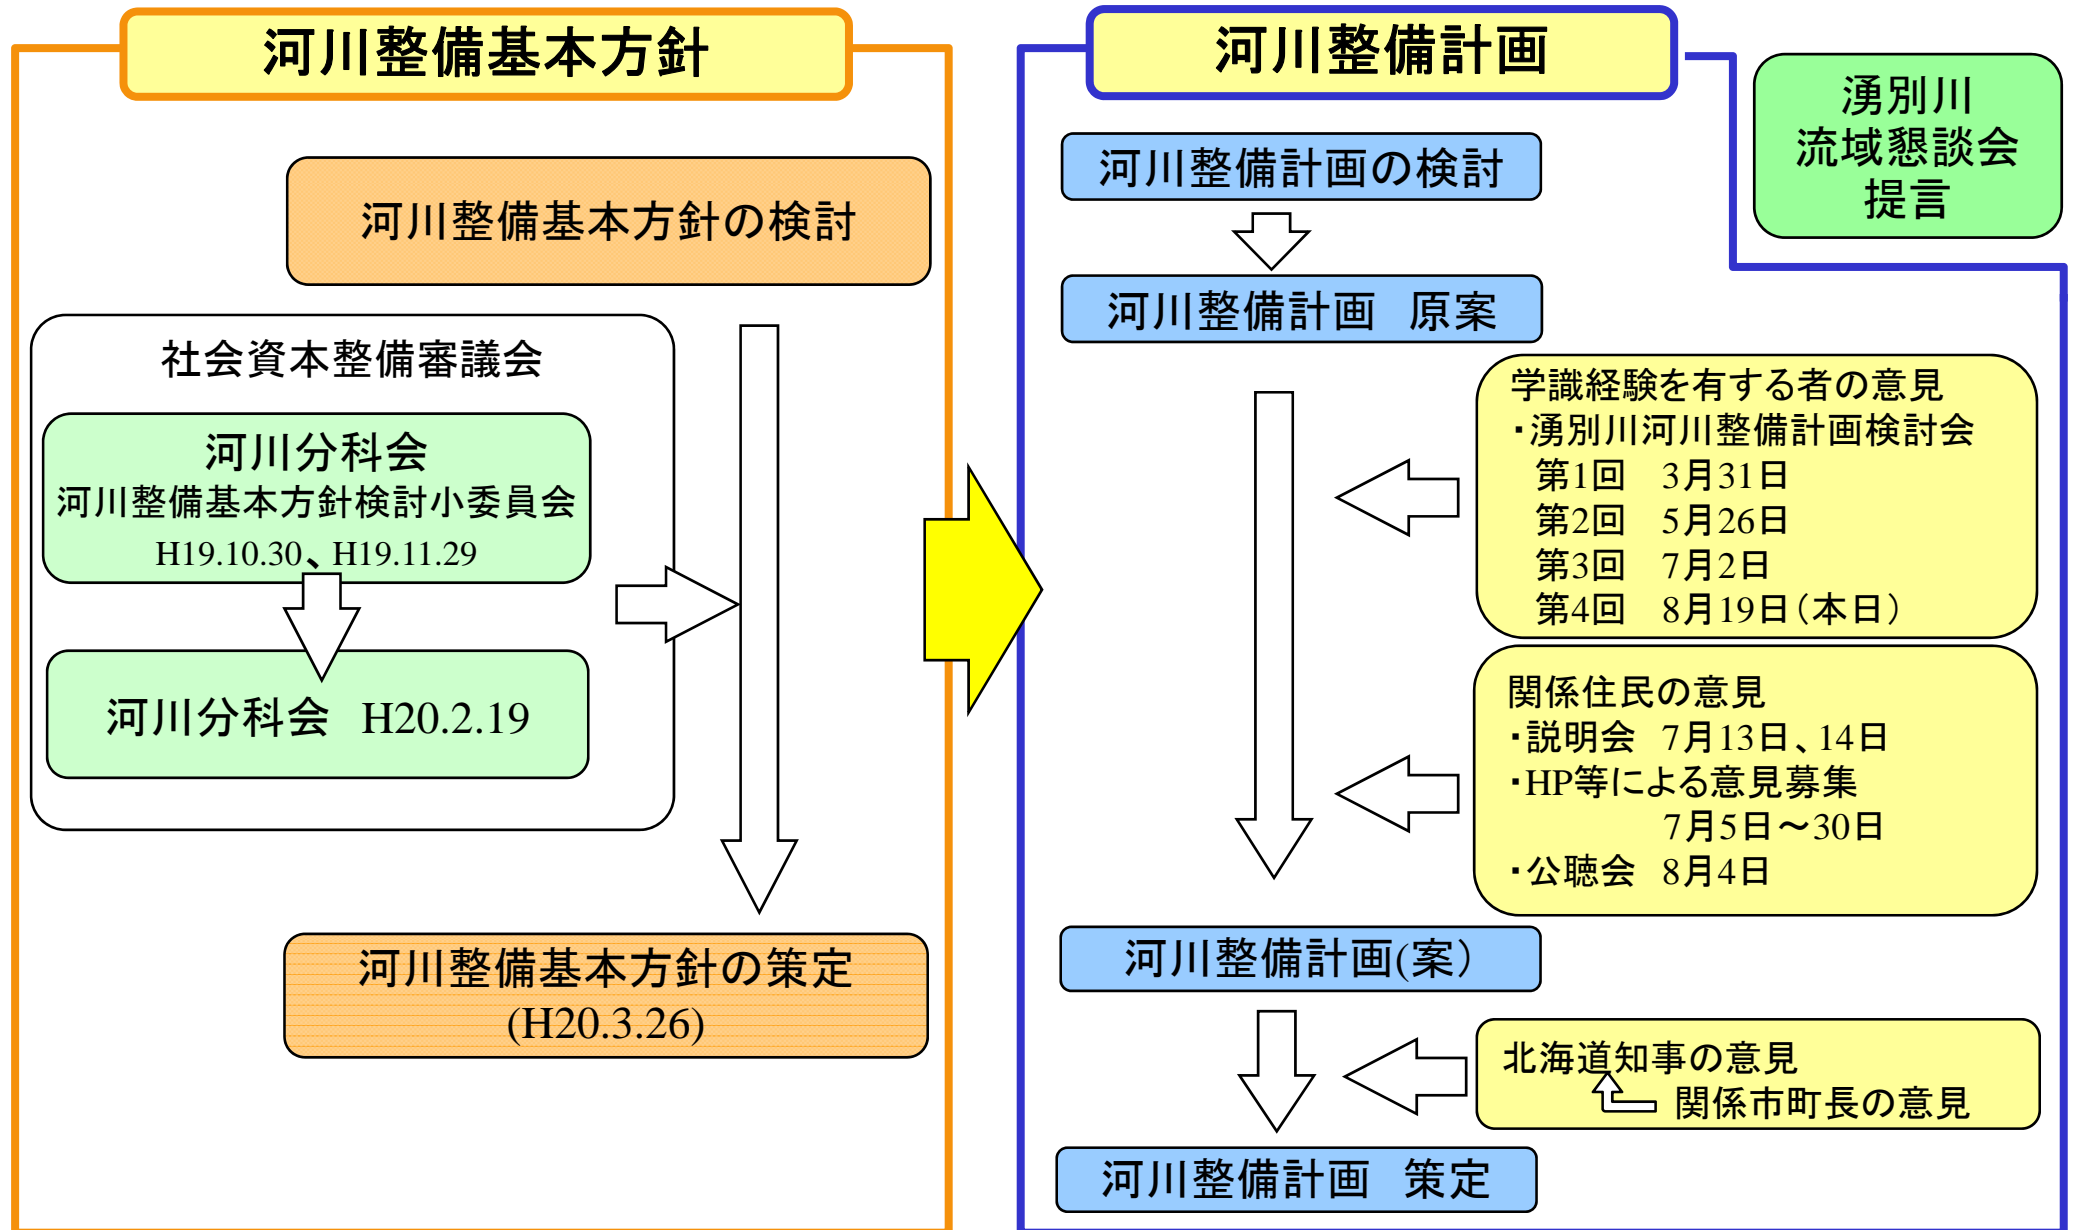 河川整備基本方針
河川整備基本方針の検討
社会資本整備審議会
河川分科会
河川整備基本方針検討小委員会
H19.10.30、H19.11.29
河川分科会　H20.2.19
河川整備基本方針の策定
(H20.3.26)
河川整備計画
湧別川
流域懇談会
提言
河川整備計画の検討
河川整備計画　原案
学識経験を有する者の意見
・湧別川河川整備計画検討会
第1回　3月31日
第2回　5月26日
第3回　7月2日
第4回　8月19日（本日）
関係住民の意見
・説明会　7月13日、14日
・HP等による意見募集
7月5日～30日
・公聴会　8月4日
河川整備計画(案）
北海道知事の意見
関係市町長の意見
河川整備計画　策定